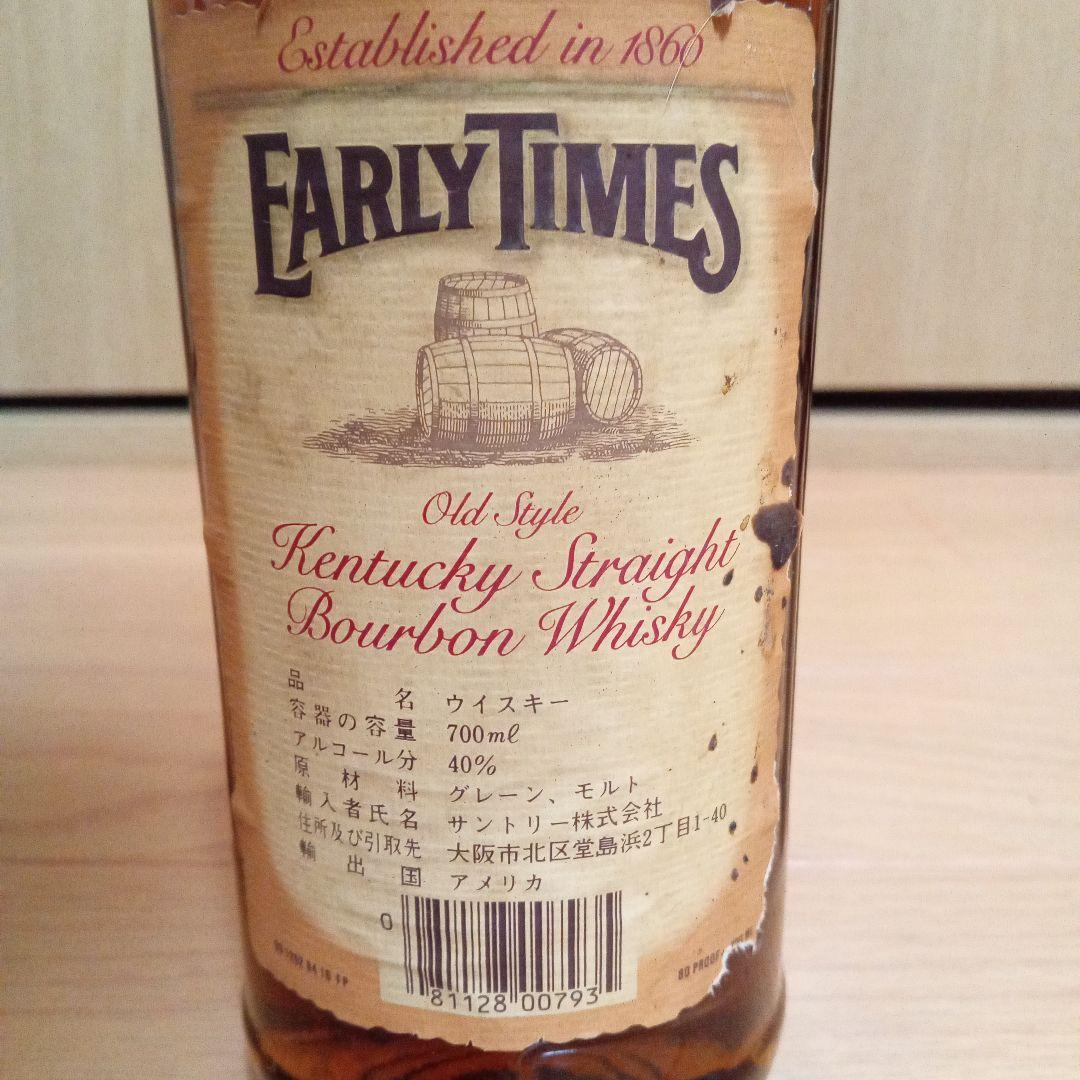 Established in 1860
EARLY TIMES
Old Style
Kentucky Straight
Bourbon Whisky
品名 ウイスキー
容器の容量 700ml
アルコール分 40%
原材料 グレーン、モルト
輸入者氏名 サントリー株式会社
住所及び引取先 大阪市北区堂島浜2丁目1-40
輸出国 アメリカ
0
81128 00793
80 PROOF